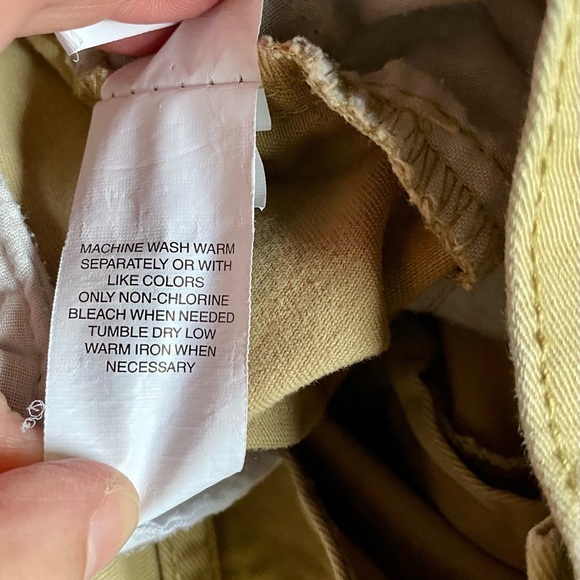 MACHINE WASH WARM
SEPARATELY OR WITH
LIKE COLORS
ONLY NON-CHLORINE
BLEACH WHEN NEEDED
TUMBLE DRY LOW
WARM IRON WHEN
NECESSARY